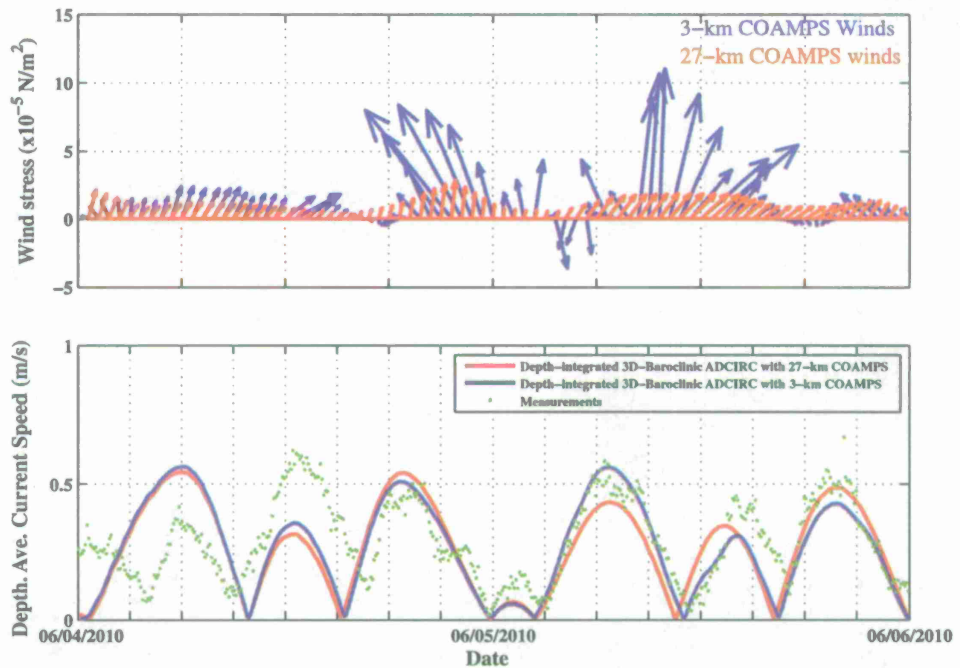 15
10
5
0
−5
Wind stress (x10−5 N/m2)
3−km COAMPS Winds
27−km COAMPS winds
1
0.5
0
Depth. Ave. Current Speed (m/s)
Depth−integrated 3D−Baroclinic ADCIRC with 27−km COAMPS
Depth−integrated 3D−Baroclinic ADCIRC with 3−km COAMPS
Measurements
06/04/2010
06/05/2010
06/06/2010
Date